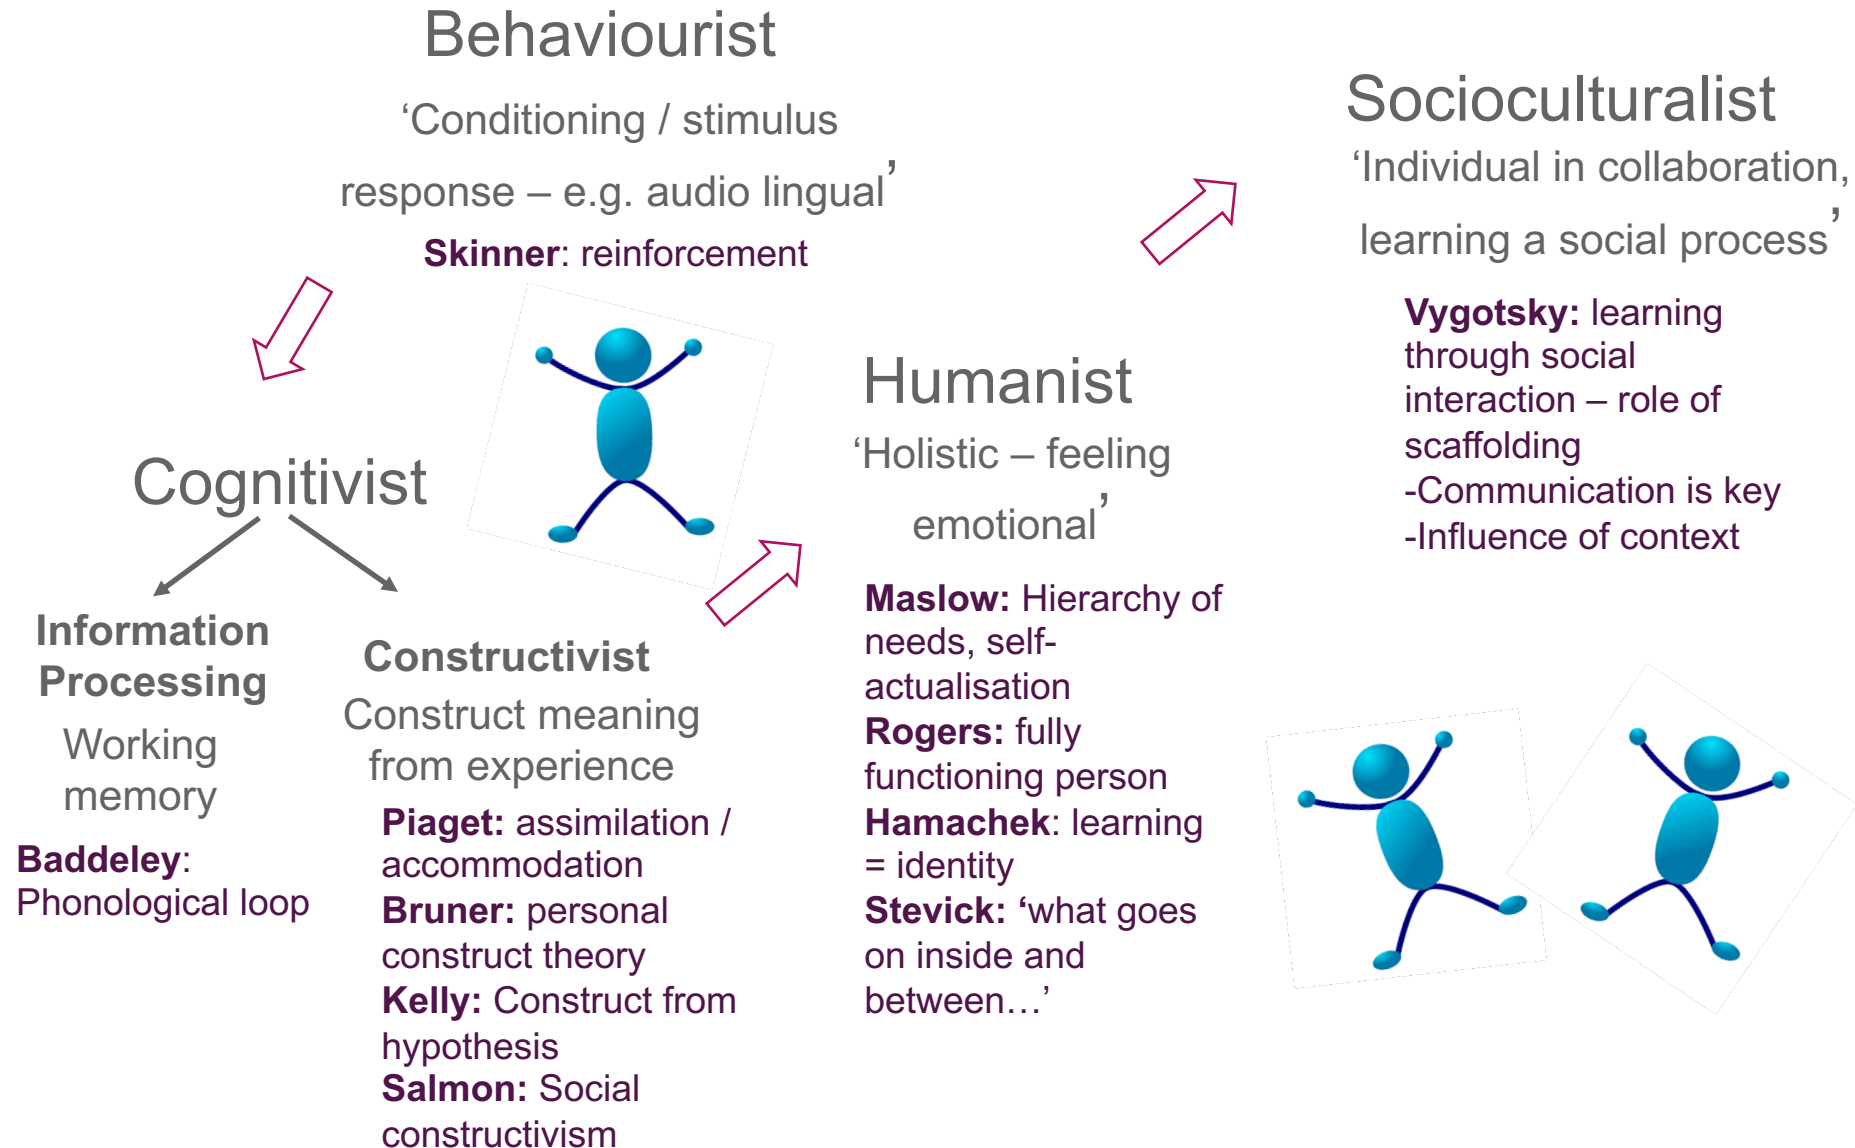 Behaviourist
‘Conditioning / stimulus
response – e.g. audio lingual’
Skinner: reinforcement
Cognitivist
Information
Processing
Working
memory
Baddeley:
Phonological loop
Constructivist
Construct meaning
from experience
Piaget: assimilation /
accommodation
Bruner: personal
construct theory
Kelly: Construct from
hypothesis
Salmon: Social
constructivism
Humanist
‘Holistic – feeling
emotional’
Maslow: Hierarchy of
needs, self-
actualisation
Rogers: fully
functioning person
Hamachek: learning
= identity
Stevick: ‘what goes
on inside and
between…’
Socioculturalist
‘Individual in collaboration,
learning a social process’
Vygotsky: learning
through social
interaction – role of
scaffolding
-Communication is key
-Influence of context